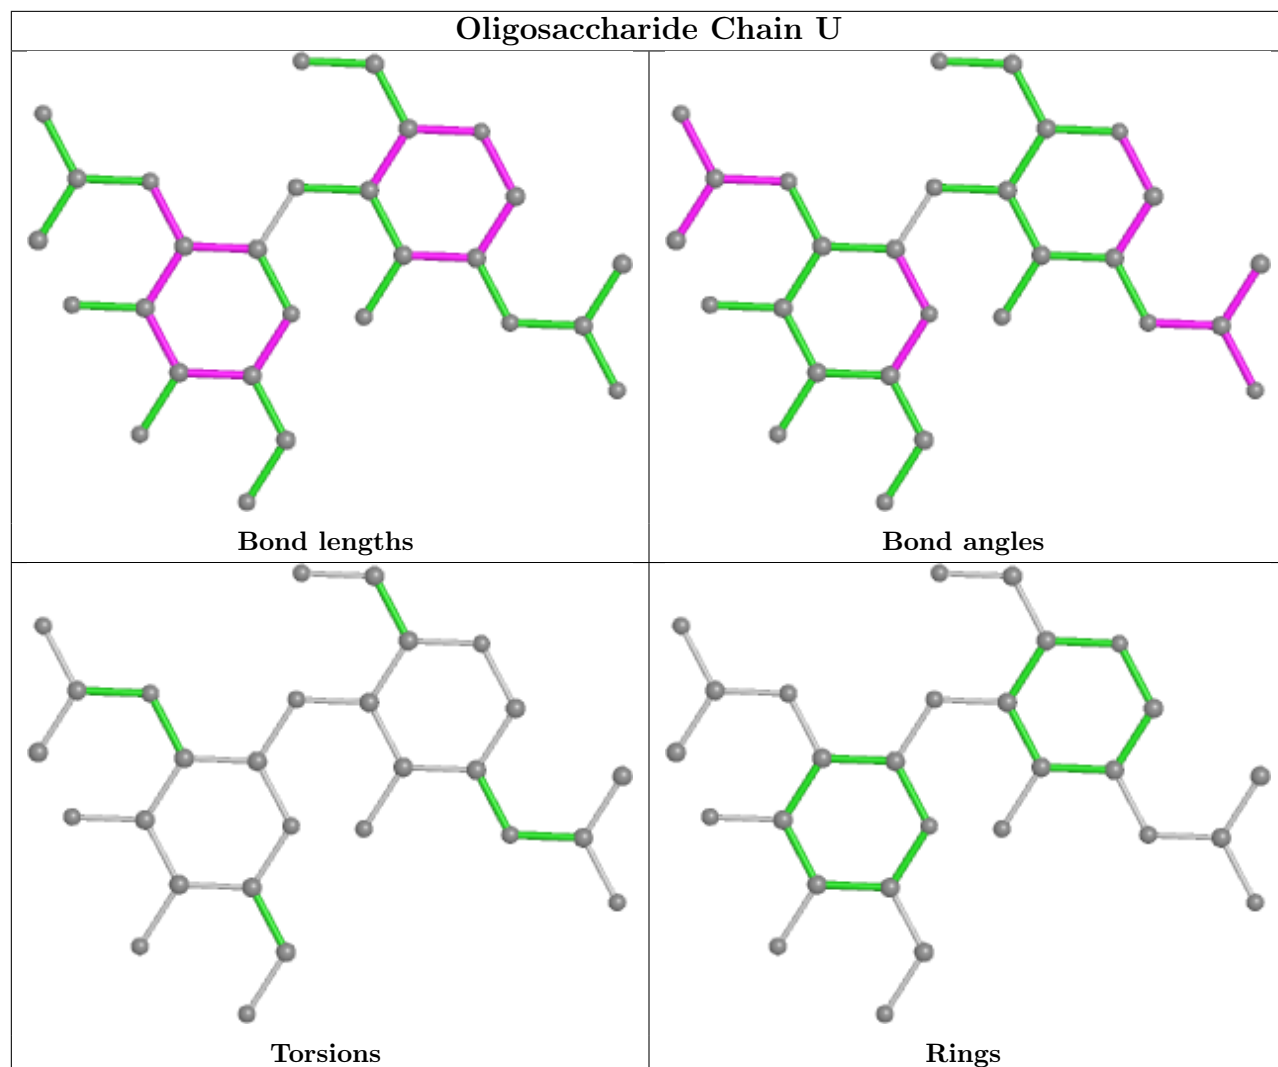 Oligosaccharide Chain U
Bond lengths
Bond angles
Torsions
Rings